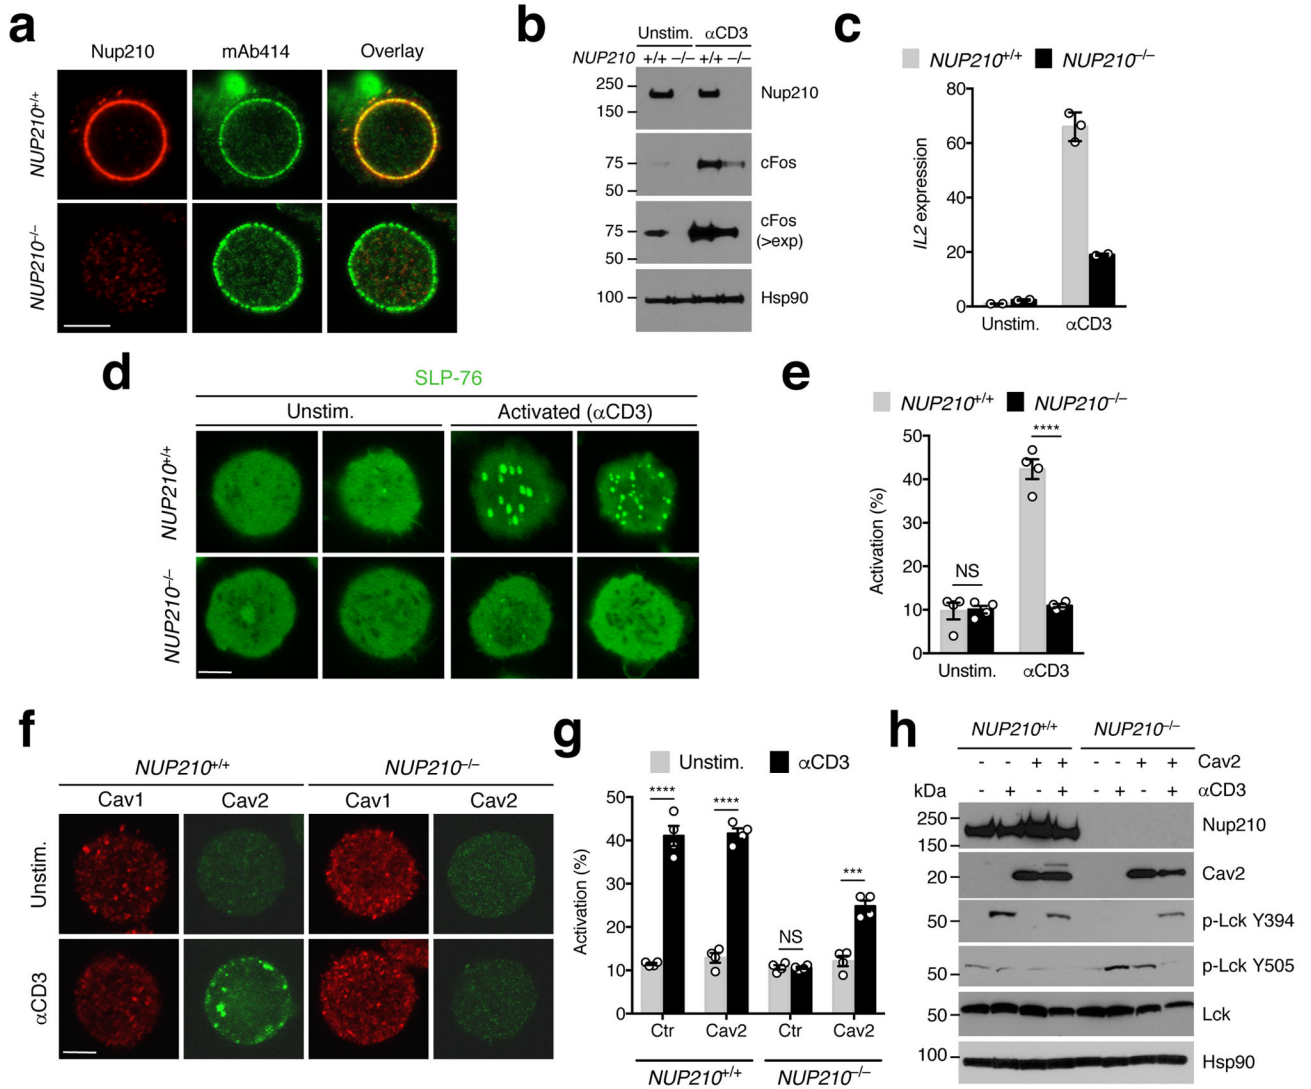 a
Nup210 mAb414 Overlay
NUP210+/+
NUP210–/–
b
Unstim. αCD3
NUP210 +/+ –/– +/+ –/–
250
150
Nup210
75
50
cFos
75
50
cFos
(>exp)
100
Hsp90
c
NUP210+/+ NUP210–/–
80
60
40
20
0
IL2 expression
Unstim. αCD3
d
SLP-76
Unstim. Activated (αCD3)
NUP210+/+
NUP210–/–
e
NUP210+/+ NUP210–/–
50
40
30
20
10
0
Activation (%)
****
NS
Unstim. αCD3
f
NUP210+/+ NUP210–/–
Cav1 Cav2 Cav1 Cav2
Unstim.
αCD3
g
Unstim. αCD3
50
40
30
20
10
0
Activation (%)
**** **** NS ***
Ctr Cav2 Ctr Cav2
NUP210+/+ NUP210–/–
h
NUP210+/+ NUP210–/–
- - + + - - + + Cav2
kDa - + - + - + - + αCD3
250
150
Nup210
20 Cav2
50 p-Lck Y394
50 p-Lck Y505
50 Lck
100 Hsp90